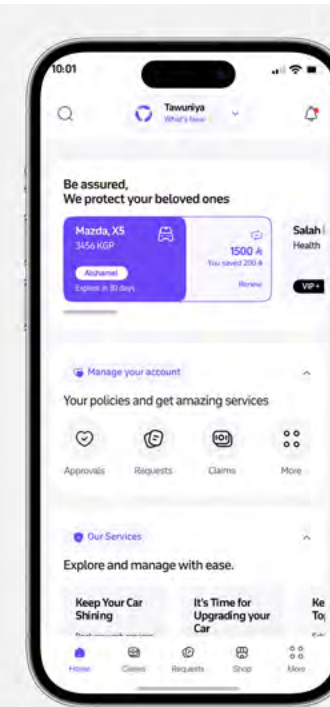 10:01
Tawuniya
What's New
Be assured,
We protect your beloved ones
Mazda, X5
3456 KGP
Alshamel
Expires in 30 days
1500
You saved 200
Renew
Salah
Health
VIP+
Manage your account
Your policies and get amazing services
Approvals
Requests
Claims
More
Our Services
Explore and manage with ease.
Keep Your Car
Shining
It's Time for
Upgrading your
Car
Ke
Home
Claims
Requests
Shop
More